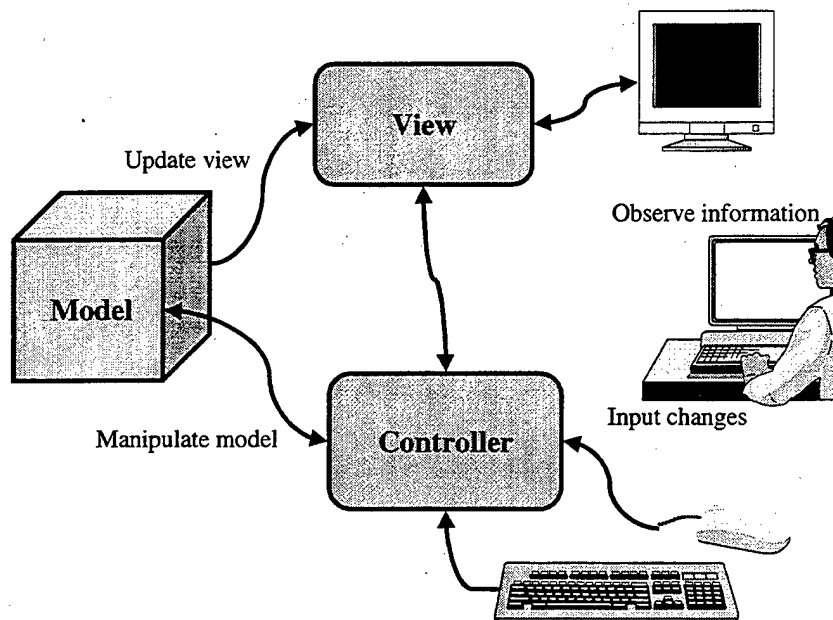 View
Update view
Observe information
Model
Manipulate model
Controller
Input changes